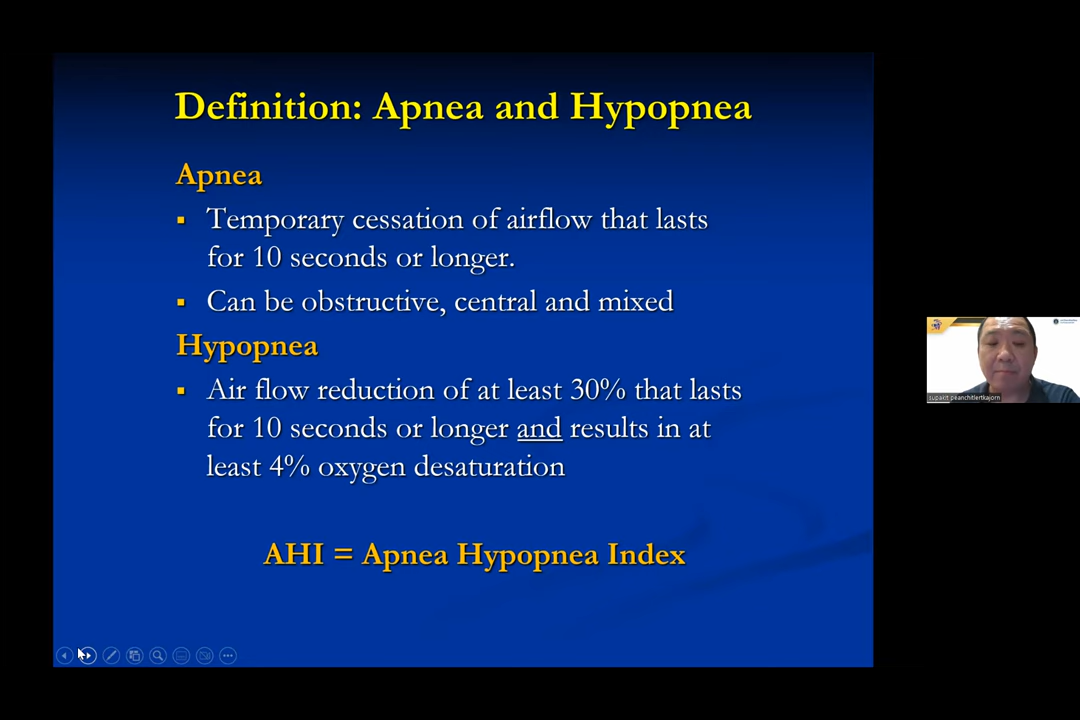 Definition: Apnea and Hypopnea
Apnea
▪ Temporary cessation of airflow that lasts
for 10 seconds or longer.
▪ Can be obstructive, central and mixed
Hypopnea
▪ Air flow reduction of at least 30% that lasts
for 10 seconds or longer and results in at
least 4% oxygen desaturation
AHI = Apnea Hypopnea Index
supakit peanchitlertkajorn